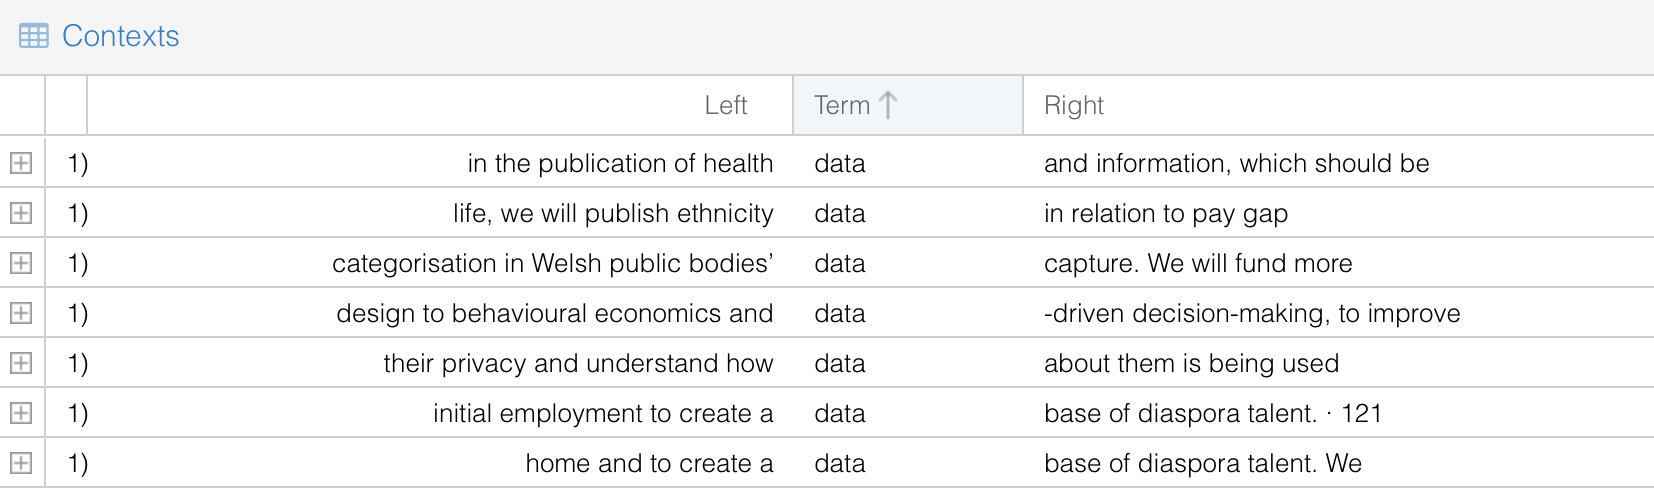 Contexts
Left Term Right
1) in the publication of health data and information, which should be
1) life, we will publish ethnicity data in relation to pay gap
1) categorisation in Welsh public bodies’ data capture. We will fund more
1) design to behavioural economics and data -driven decision-making, to improve
1) their privacy and understand how data about them is being used
1) initial employment to create a data base of diaspora talent. · 121
1) home and to create a data base of diaspora talent. We